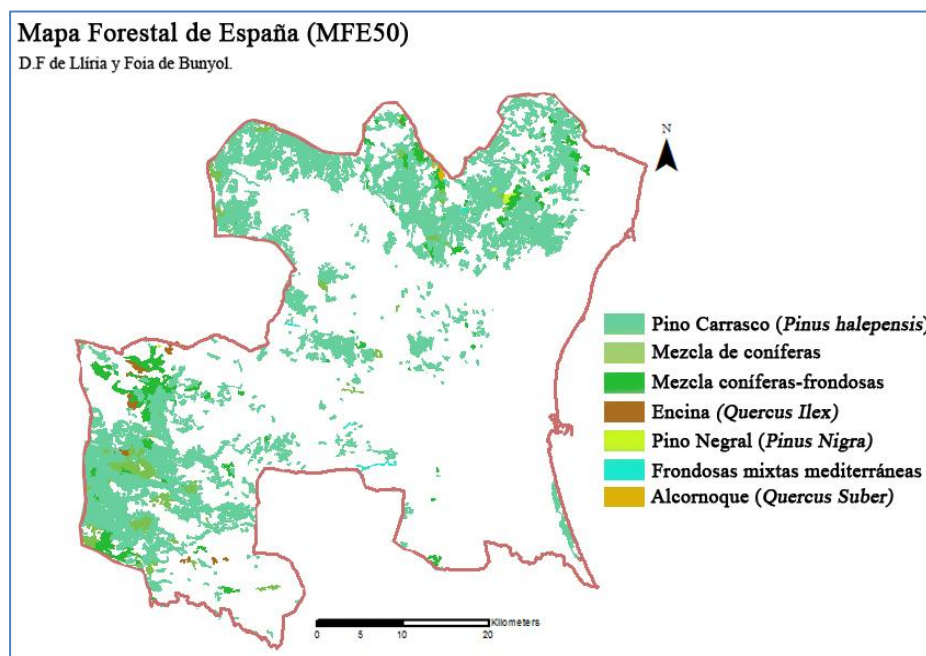 Mapa Forestal de España (MFE50)
D.F de Llíria y Foia de Bunyol.
N
Pino Carrasco (Pinus halepensis)
Mezcla de coníferas
Mezcla coníferas-frondosas
Encina (Quercus Ilex)
Pino Negral (Pinus Nigra)
Frondosas mixtas mediterráneas
Alcornoque (Quercus Suber)
Kilometers
0 5 10 20